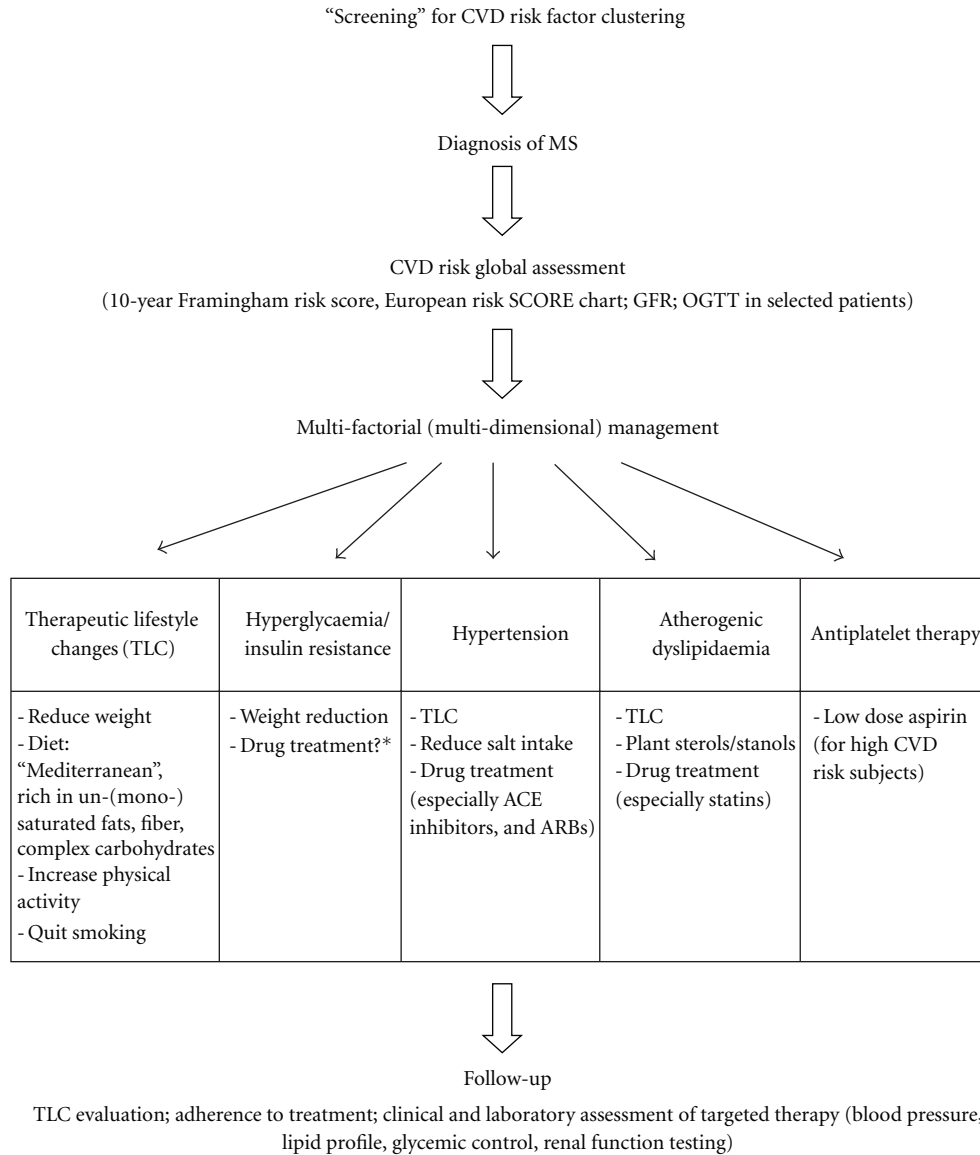 “Screening” for CVD risk factor clustering
Diagnosis of MS
CVD risk global assessment
(10-year Framingham risk score, European risk SCORE chart; GFR; OGTT in selected patients)
Multi-factorial (multi-dimensional) management
Therapeutic lifestyle
changes (TLC)
Hyperglycaemia/
insulin resistance
Hypertension
Atherogenic
dyslipidaemia
Antiplatelet therapy
- Reduce weight
- Diet:
“Mediterranean”,
rich in un-(mono-)
saturated fats, fiber,
complex carbohydrates
- Increase physical
activity
- Quit smoking
- Weight reduction
- Drug treatment?*
- TLC
- Reduce salt intake
- Drug treatment
(especially ACE
inhibitors, and ARBs)
- TLC
- Plant sterols/stanols
- Drug treatment
(especially statins)
- Low dose aspirin
(for high CVD
risk subjects)
Follow-up
TLC evaluation; adherence to treatment; clinical and laboratory assessment of targeted therapy (blood pressure,
lipid profile, glycemic control, renal function testing)